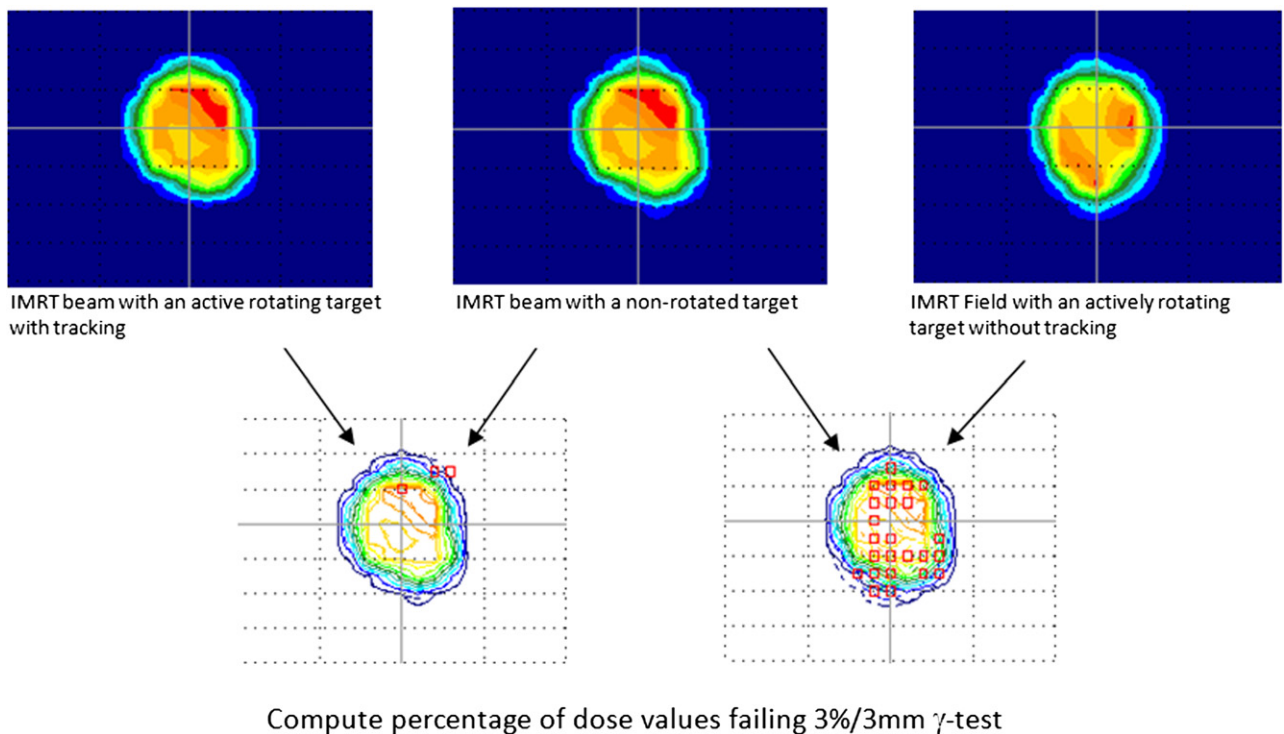 IMRT beam with an active rotating target
with tracking
IMRT beam with a non-rotated target
IMRT Field with an actively rotating
target without tracking
Compute percentage of dose values failing 3%/3mm γ-test